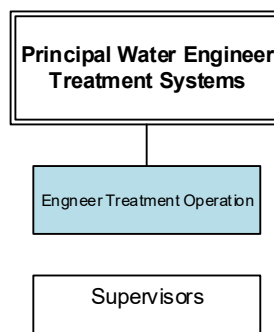 Principal Water Engineer
Treatment Systems
Engneer Treatment Operation
Supervisors